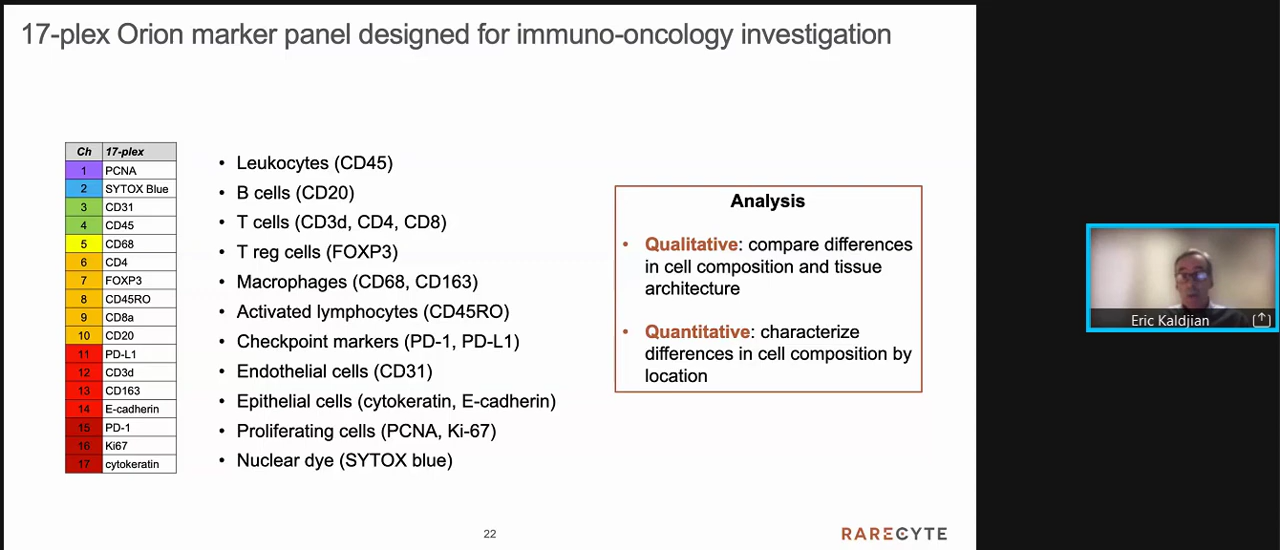 17-plex Orion marker panel designed for immuno-oncology investigation
Ch 17-plex
1 PCNA
2 SYTOX Blue
3 CD31
4 CD45
5 CD68
6 CD4
7 FOXP3
8 CD45RO
9 CD8a
10 CD20
11 PD-L1
12 CD3d
13 CD163
14 E-cadherin
15 PD-1
16 Ki67
17 cytokeratin
• Leukocytes (CD45)
• B cells (CD20)
• T cells (CD3d, CD4, CD8)
• T reg cells (FOXP3)
• Macrophages (CD68, CD163)
• Activated lymphocytes (CD45RO)
• Checkpoint markers (PD-1, PD-L1)
• Endothelial cells (CD31)
• Epithelial cells (cytokeratin, E-cadherin)
• Proliferating cells (PCNA, Ki-67)
• Nuclear dye (SYTOX blue)
Analysis
• Qualitative: compare differences
in cell composition and tissue
architecture
• Quantitative: characterize
differences in cell composition by
location
Eric Kaldjian
22
RARECYTE